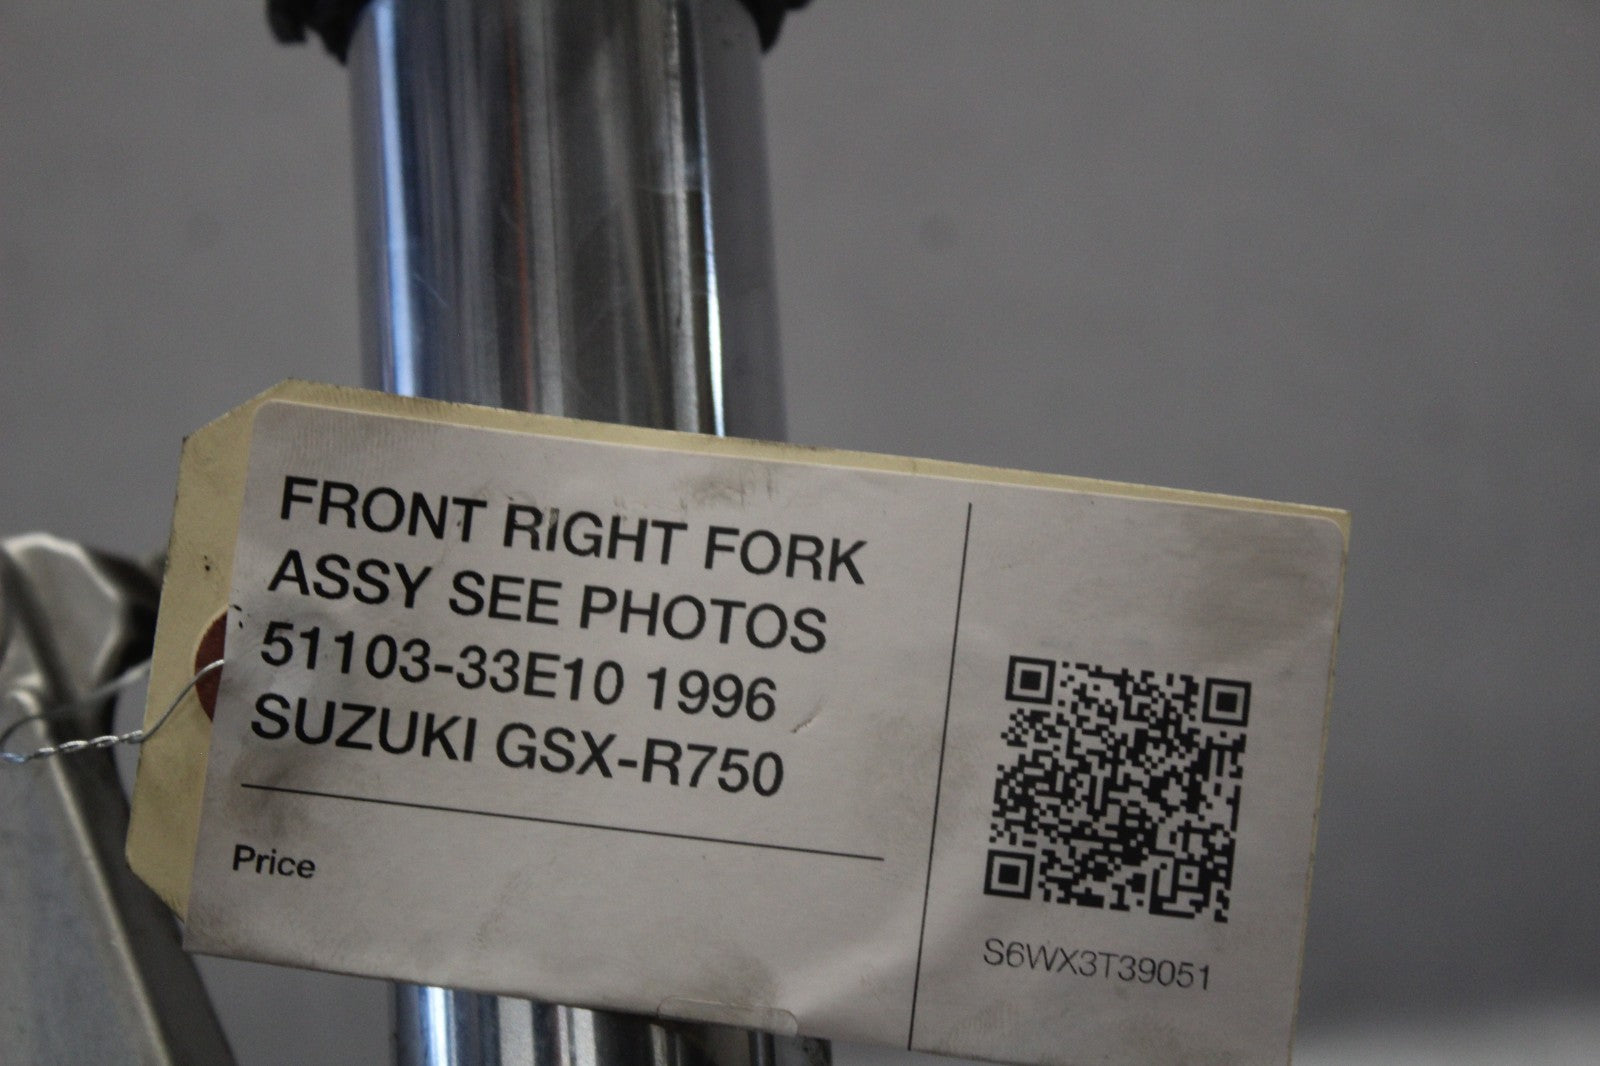 FRONT RIGHT FORK
ASSY SEE PHOTOS
51103-33E10 1996
SUZUKI GSX-R750
Price
S6WX3T39051